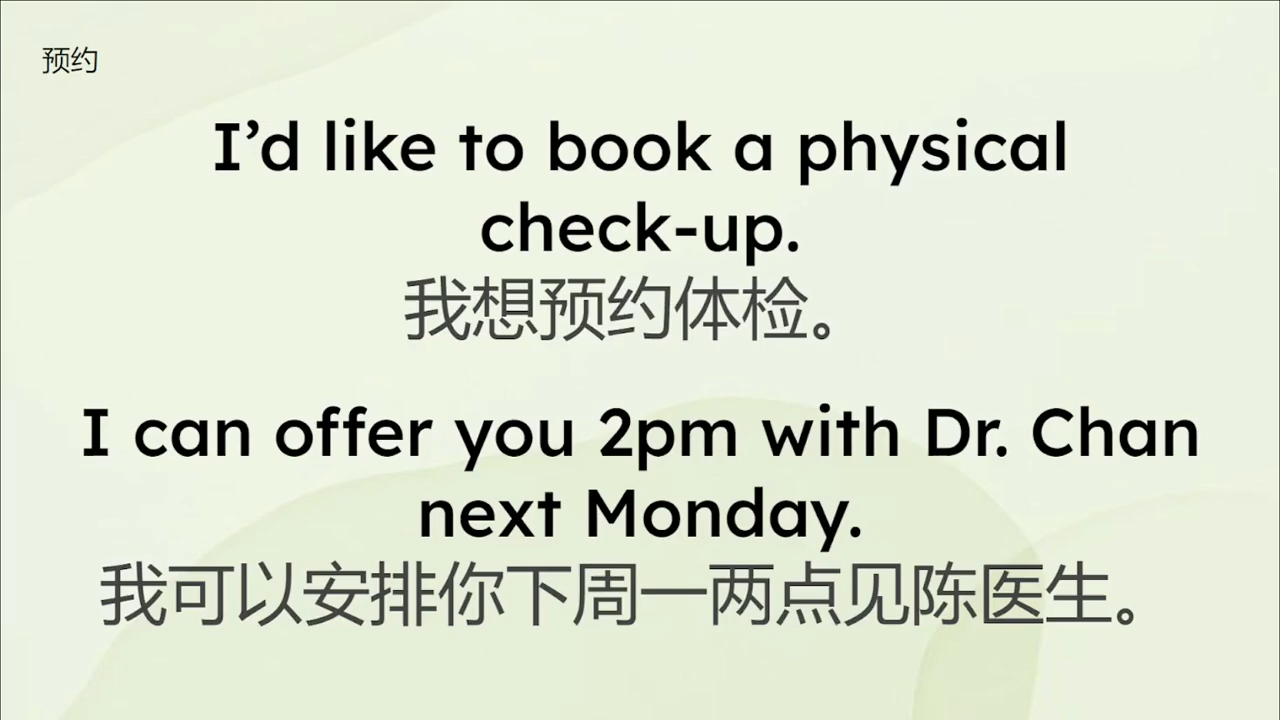 预约
I’d like to book a physical
check-up.
我想预约体检。
I can offer you 2pm with Dr. Chan
next Monday.
我可以安排你下周一两点见陈医生。